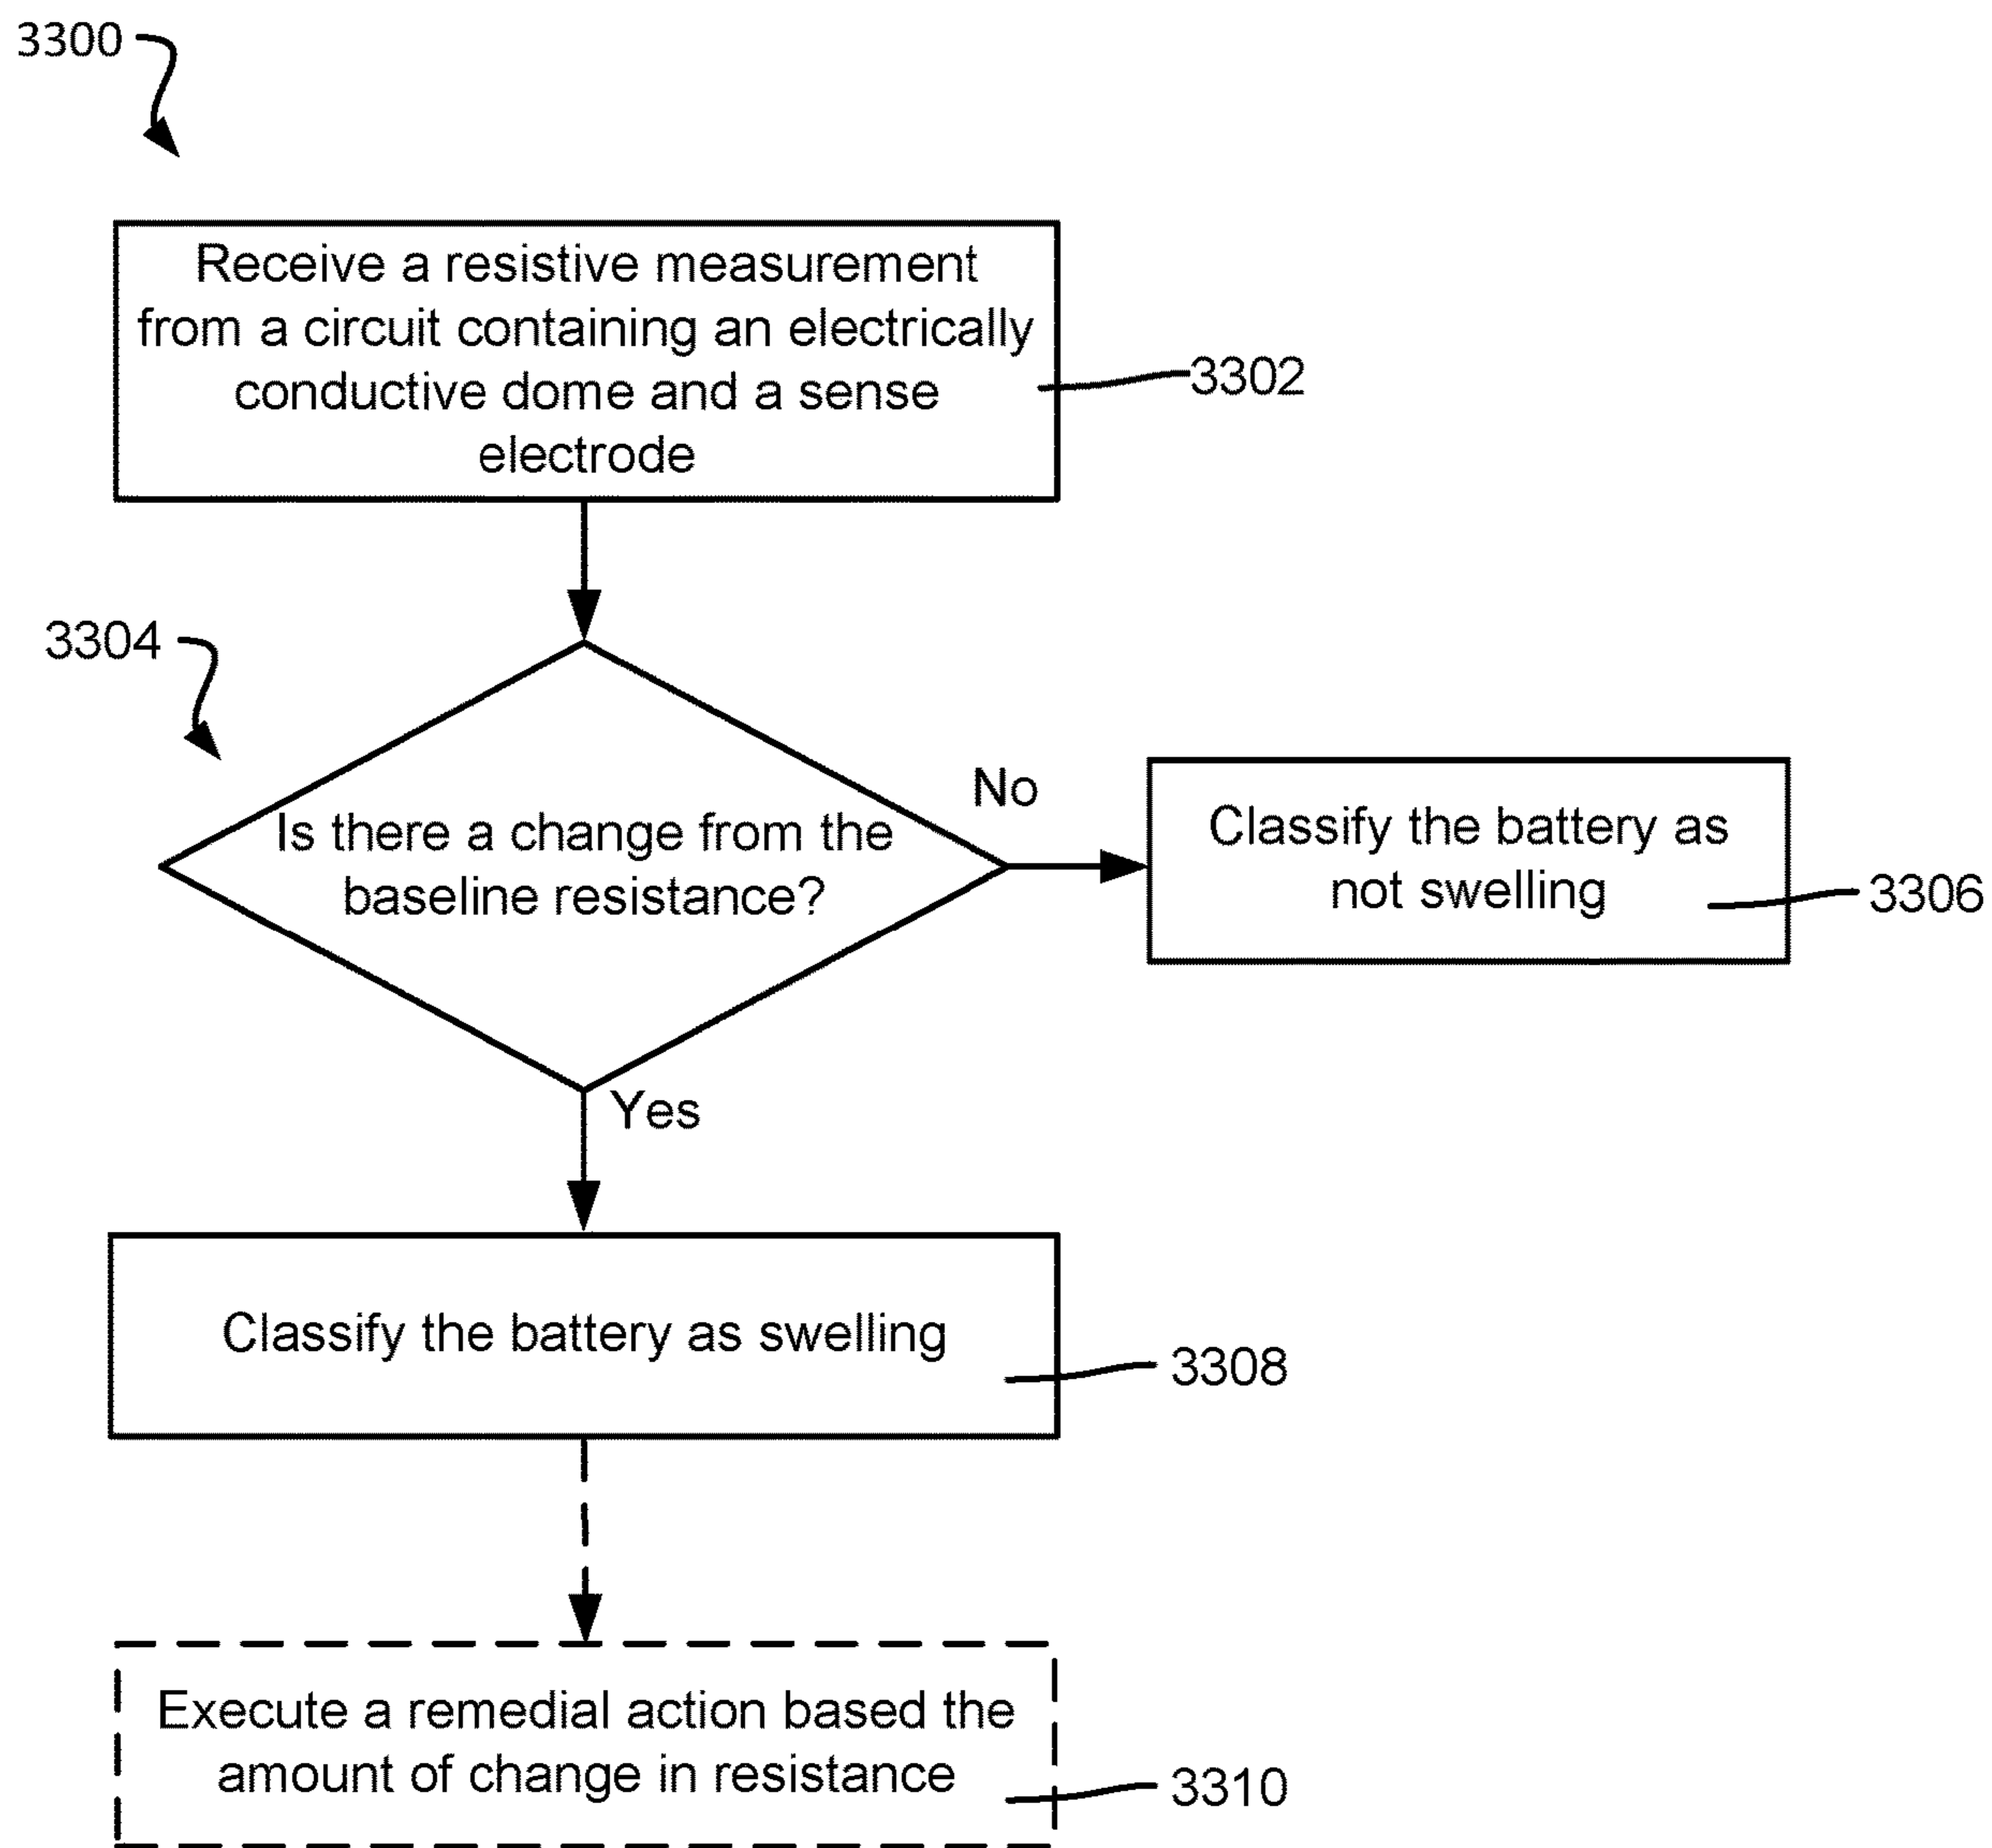 3300
Receive a resistive measurement
from a circuit containing an electrically
conductive dome and a sense
electrode
3302
3304
Is there a change from the
baseline resistance?
No
Classify the battery as
not swelling
3306
Yes
Classify the battery as swelling
3308
Execute a remedial action based the
amount of change in resistance
3310